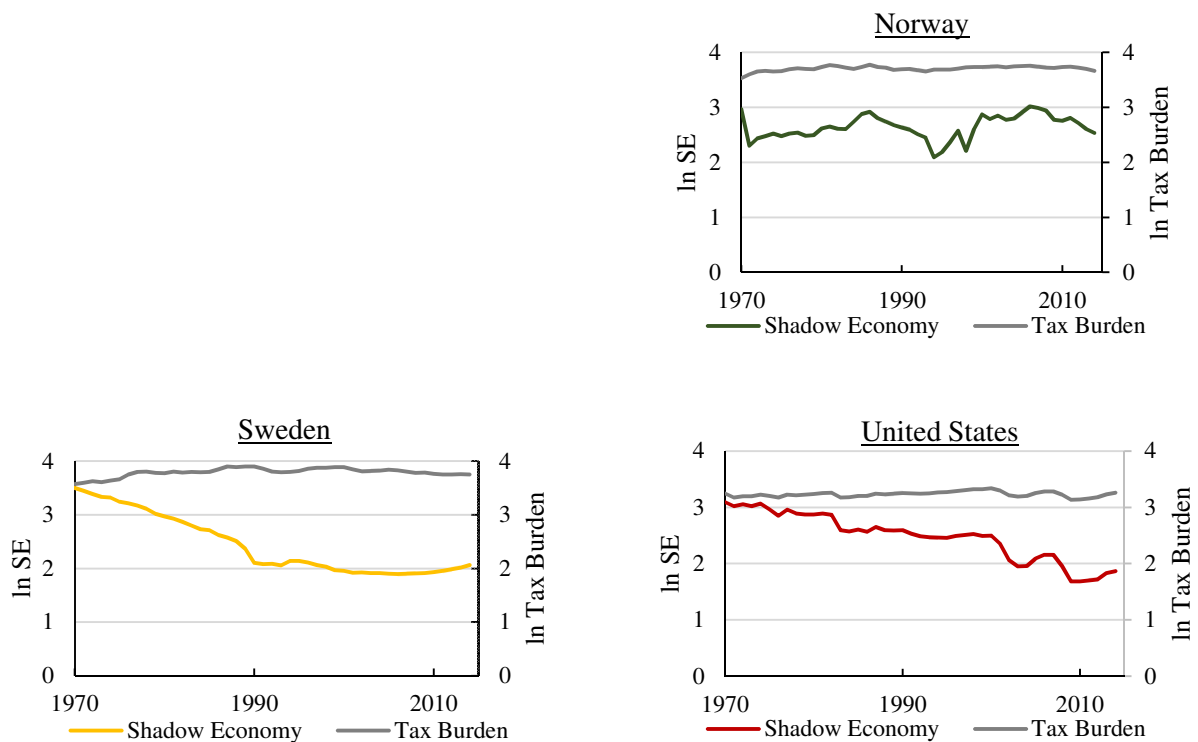 Norway
4
3
2
1
0
ln SE
4
3
2
1
0
ln Tax Burden
1970 1990 2010
Shadow Economy Tax Burden
Sweden
4
3
2
1
0
ln SE
4
3
2
1
0
ln Tax Burden
1970 1990 2010
Shadow Economy Tax Burden
United States
4
3
2
1
0
ln SE
4
3
2
1
0
ln Tax Burden
1970 1990 2010
Shadow Economy Tax Burden